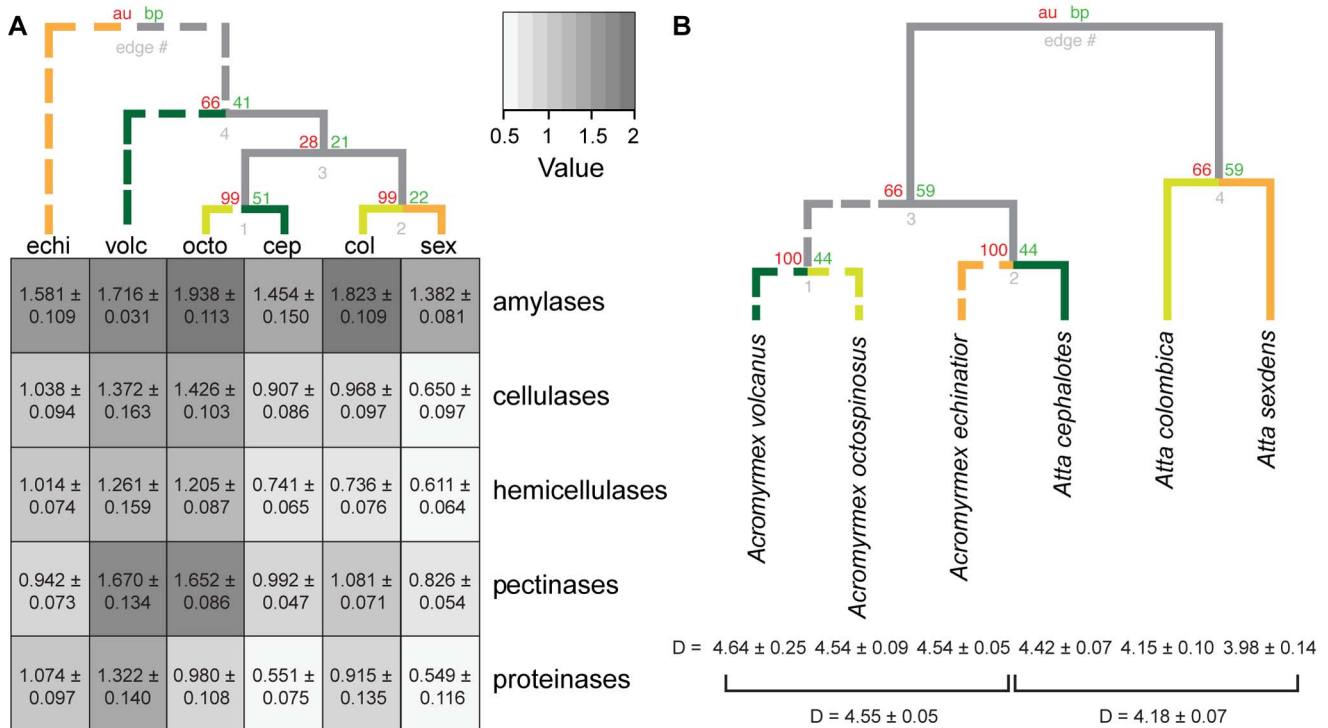 A
au bp
edge #
66 41
4
28 21
3
99 51
1
99 22
2
echi volc octo cep col sex
1.581 ± 1.716 ± 1.938 ± 1.454 ± 1.823 ± 1.382 ±
0.109 0.031 0.113 0.150 0.109 0.081
amylases
1.038 ± 1.372 ± 1.426 ± 0.907 ± 0.968 ± 0.650 ±
0.094 0.163 0.103 0.086 0.097 0.097
cellulases
1.014 ± 1.261 ± 1.205 ± 0.741 ± 0.736 ± 0.611 ±
0.074 0.159 0.087 0.065 0.076 0.064
hemicellulases
0.942 ± 1.670 ± 1.652 ± 0.992 ± 1.081 ± 0.826 ±
0.073 0.134 0.086 0.047 0.071 0.054
pectinases
1.074 ± 1.322 ± 0.980 ± 0.551 ± 0.915 ± 0.549 ±
0.097 0.140 0.108 0.075 0.135 0.116
proteinases
0.5 1 1.5 2
Value
B
au bp
edge #
66 59
4
66 59
3
100 44
1
100 44
2
Acromyrmex volcanus
Acromyrmex octospinosus
Acromyrmex echinatior
Atta cephalotes
Atta colombica
Atta sexdens
D = 4.64 ± 0.25 4.54 ± 0.09 4.54 ± 0.05 4.42 ± 0.07 4.15 ± 0.10 3.98 ± 0.14
D = 4.55 ± 0.05 D = 4.18 ± 0.07